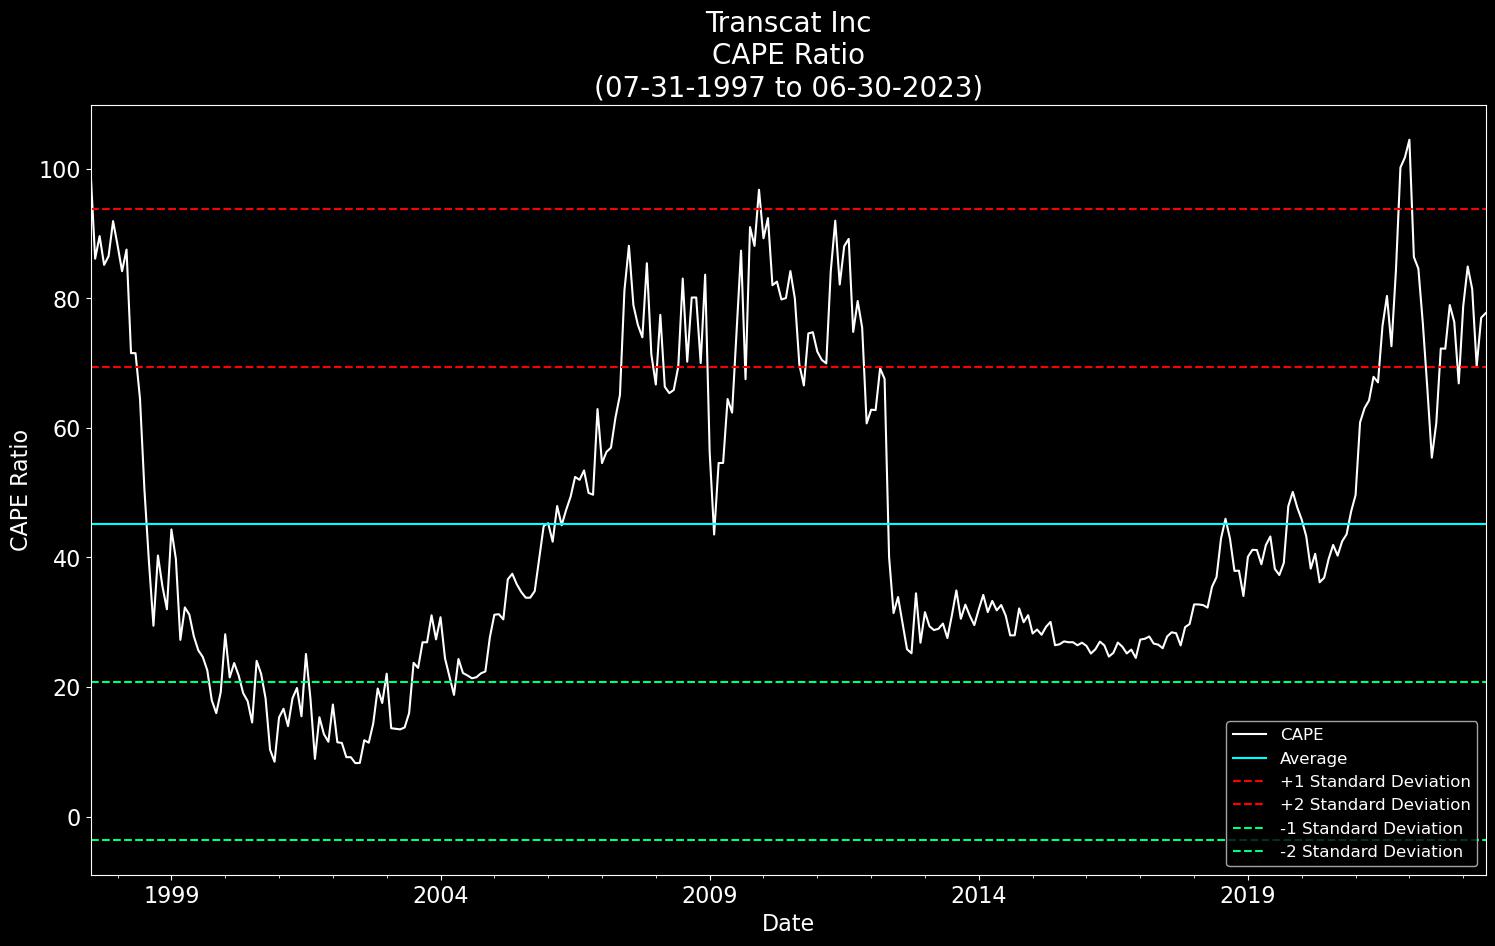 Transcat Inc
CAPE Ratio
(07-31-1997 to 06-30-2023)
CAPE Ratio
100
80
60
40
20
0
CAPE
Average
+1 Standard Deviation
+2 Standard Deviation
-1 Standard Deviation
-2 Standard Deviation
1999 2004 2009 2014 2019
Date